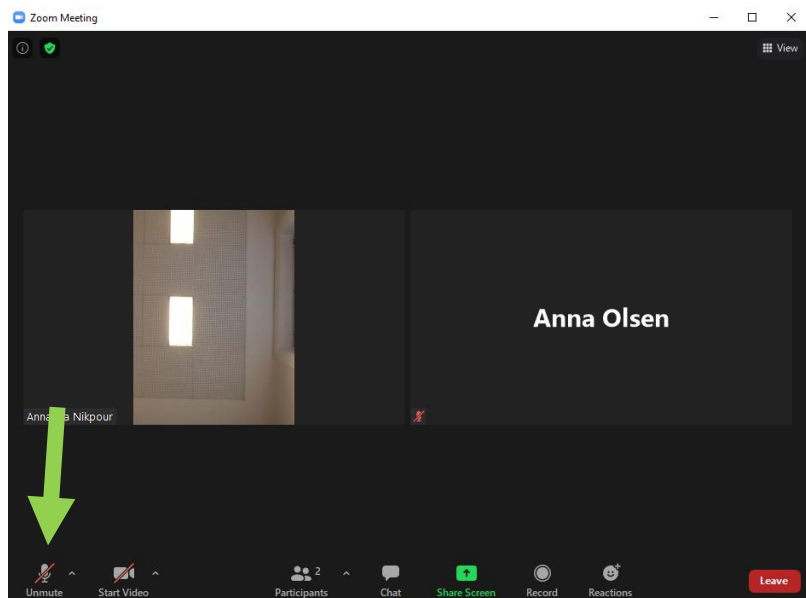 Zoom Meeting
View
Anna Olsen
Nikpour
2
Unmute
Start Video
Participants
Chat
Share Screen
Record
Reactions
Leave